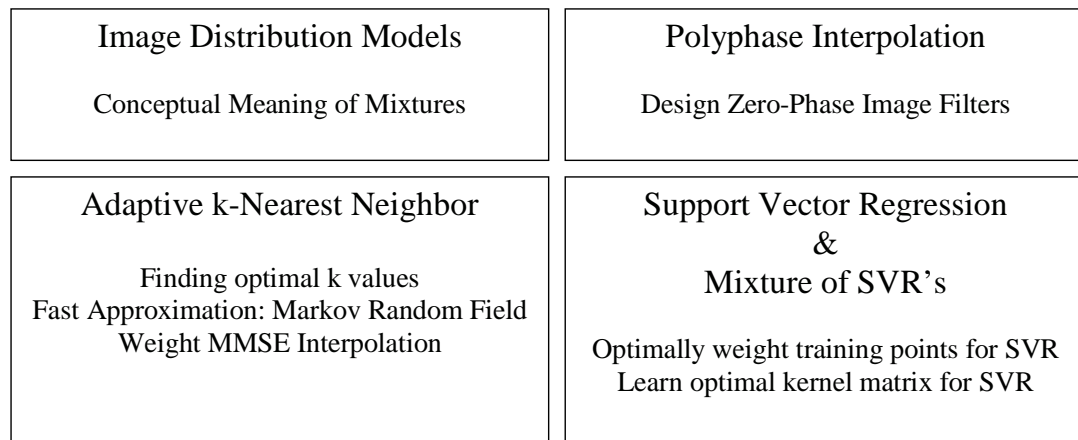 Image Distribution Models
Conceptual Meaning of Mixtures
Polyphase Interpolation
Design Zero-Phase Image Filters
Adaptive k-Nearest Neighbor
Finding optimal k values
Fast Approximation: Markov Random Field
Weight MMSE Interpolation
Support Vector Regression
&
Mixture of SVR's
Optimally weight training points for SVR
Learn optimal kernel matrix for SVR